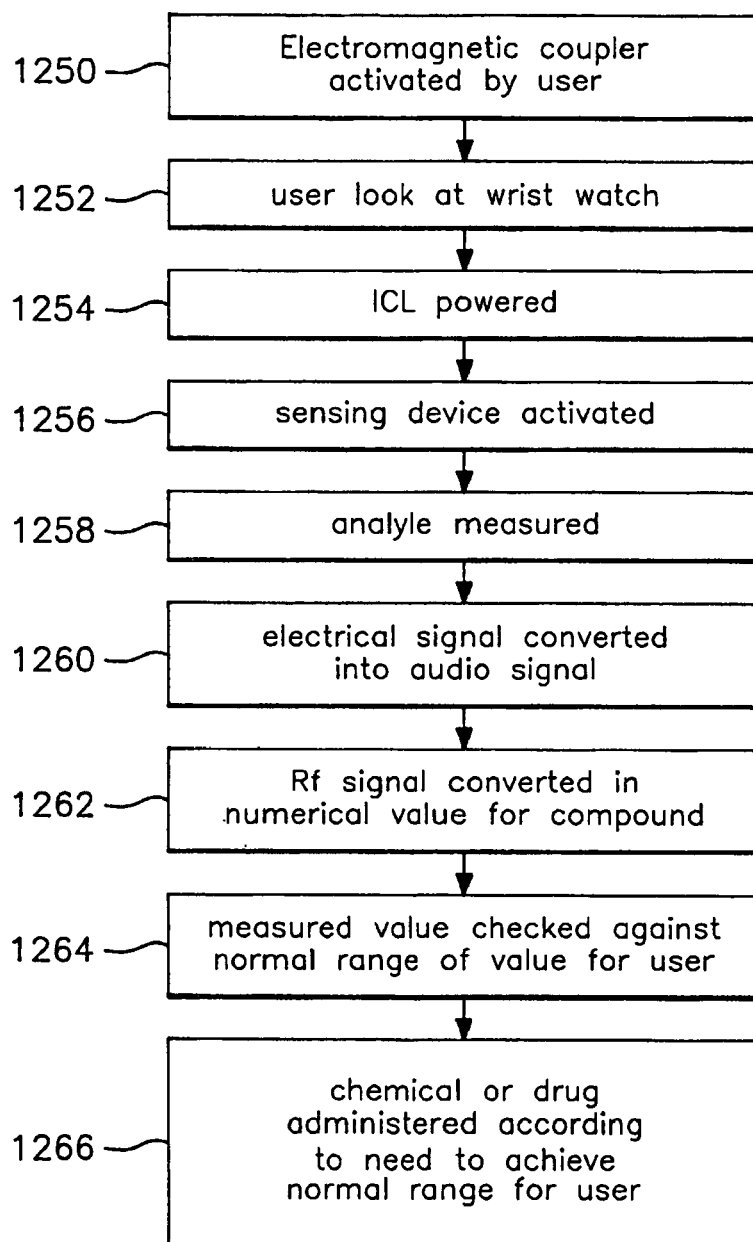 Electromagnetic coupler
1250
activated by user
1252
user look at wrist watch
1254
ICL powered
1256
sensing device activated
1258
analyle measured
electrical signal converted
1260
into audio signal
Rf signal converted in
1262
numerical value for compound
measured value checked against
1264
normal range of value for user
chemical or drug
administered according
1266
to need to achieve
normal range for user